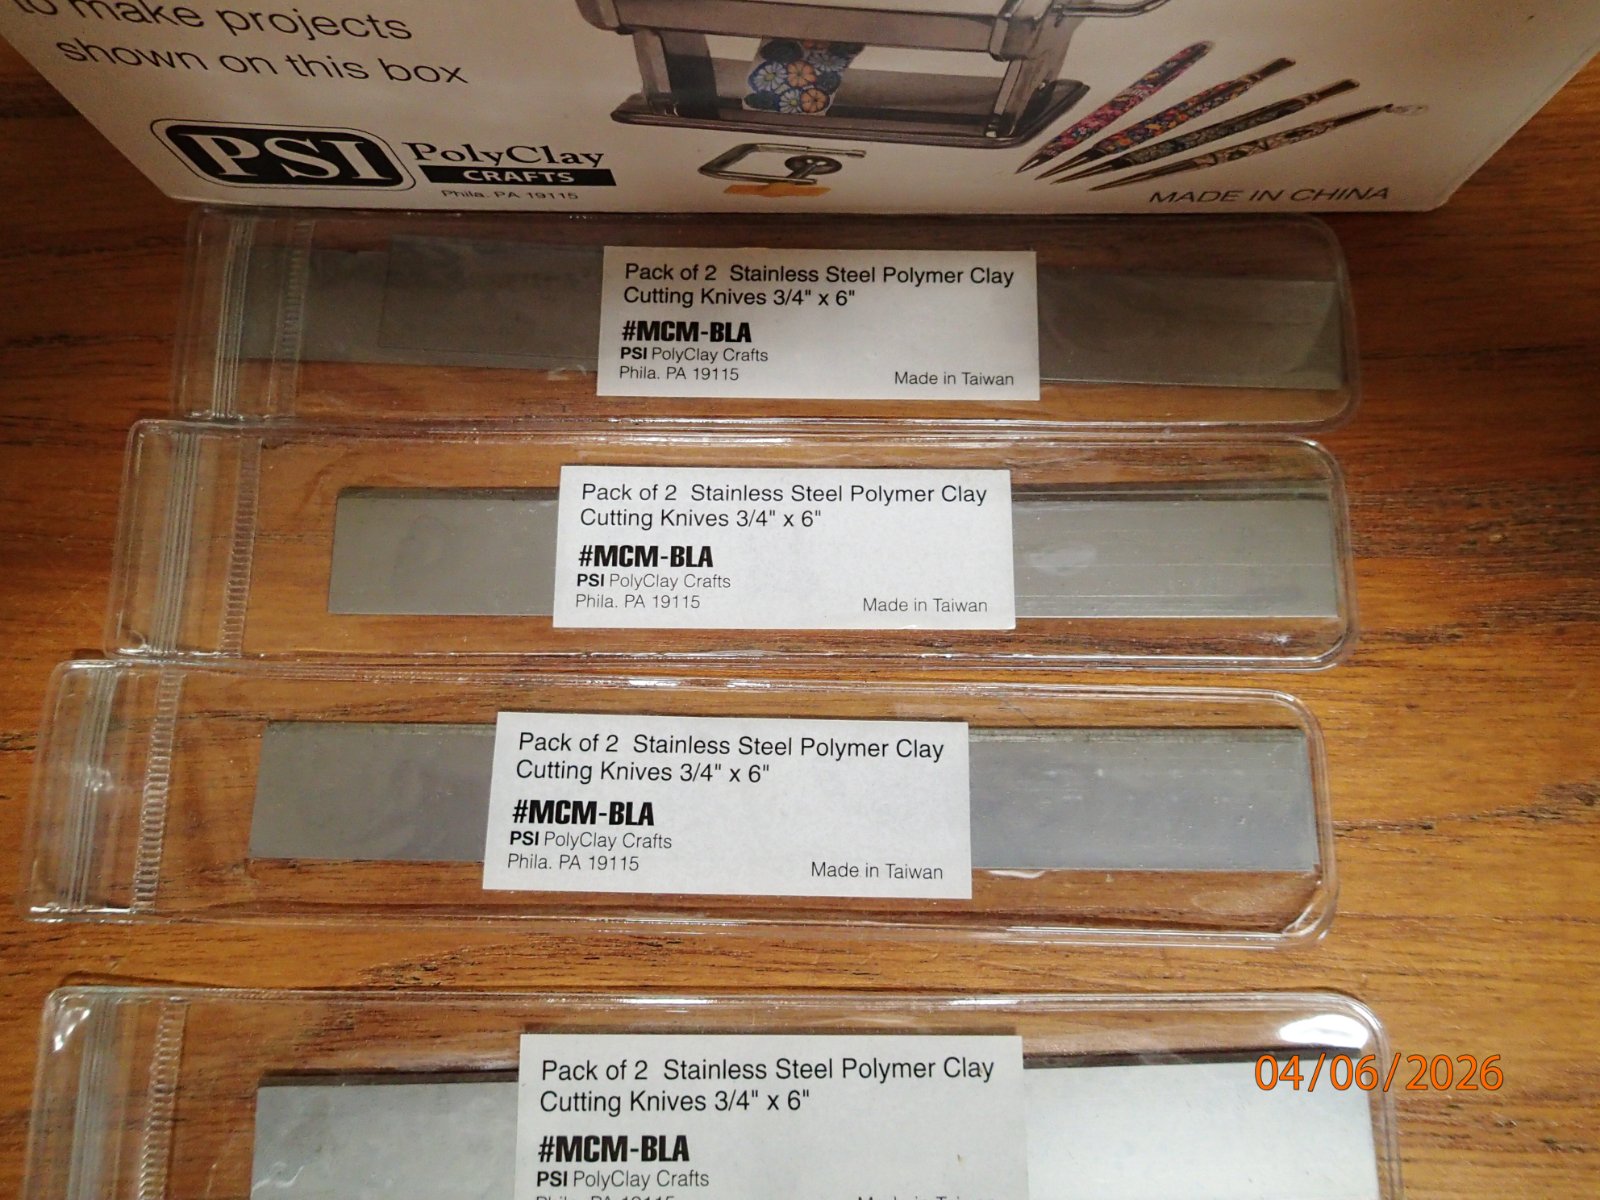 to make projects
shown on this box
PSI PolyClay
CRAFTS
Phila. PA 19115
MADE IN CHINA
Pack of 2 Stainless Steel Polymer Clay
Cutting Knives 3/4" x 6"
#MCM-BLA
PSI PolyClay Crafts
Phila. PA 19115 Made in Taiwan
Pack of 2 Stainless Steel Polymer Clay
Cutting Knives 3/4" x 6"
#MCM-BLA
PSI PolyClay Crafts
Phila. PA 19115 Made in Taiwan
Pack of 2 Stainless Steel Polymer Clay
Cutting Knives 3/4" x 6"
#MCM-BLA
PSI PolyClay Crafts
Phila. PA 19115 Made in Taiwan
04/06/2026
Pack of 2 Stainless Steel Polymer Clay
Cutting Knives 3/4" x 6"
#MCM-BLA
PSI PolyClay Crafts